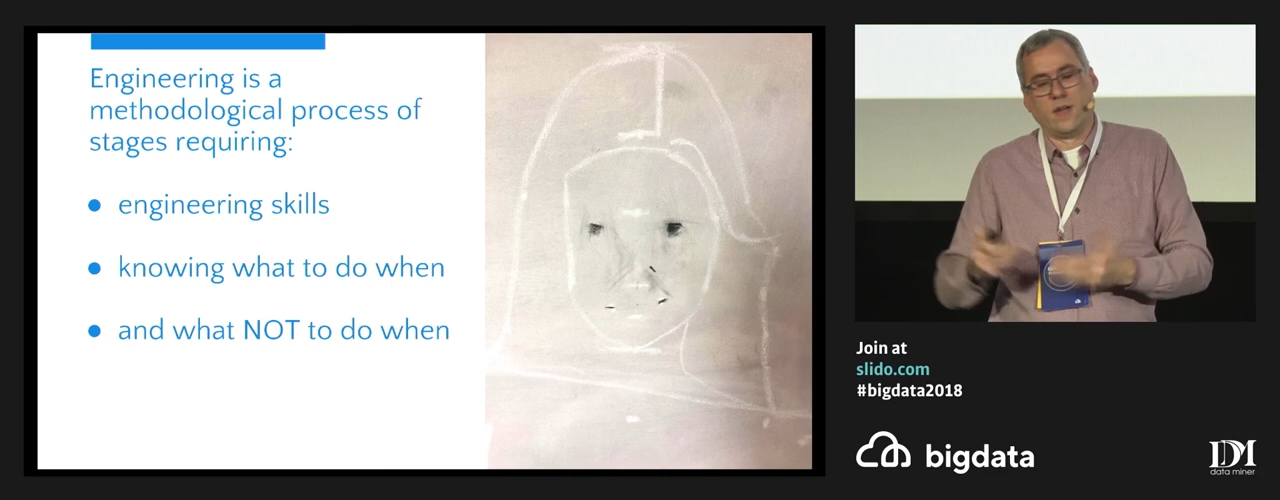 Engineering is a
methodological process of
stages requiring:
● engineering skills
● knowing what to do when
● and what NOT to do when
Join at
slido.com
#bigdata2018
bigdata
DM
data miner